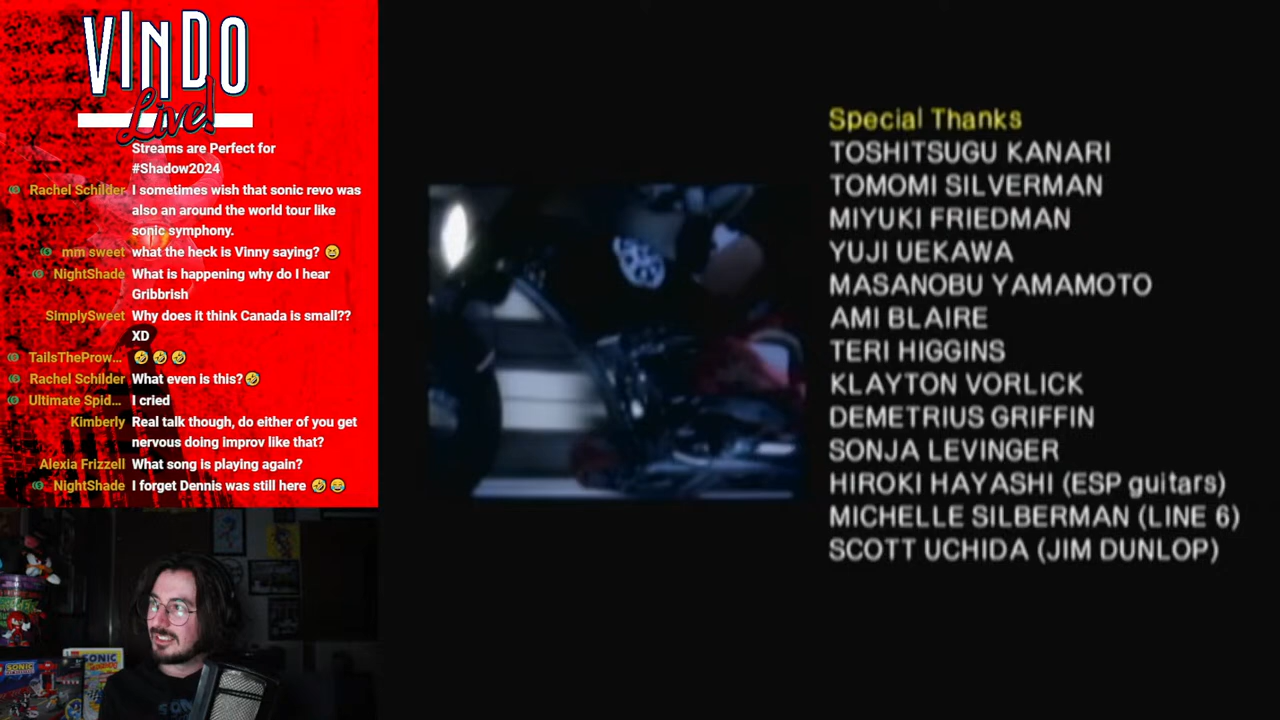 VINDO
Live!
Streams are Perfect for
#Shadow2024
Rachel Schilder I sometimes wish that sonic revo was
also an around the world tour like
sonic symphony.
mm sweet what the heck is Vinny saying? 😆
NightShade What is happening why do I hear
Gribbrish
SimplySweet Why does it think Canada is small??
XD
TailsTheProw… 🤣🤣🤣
Rachel Schilder What even is this?🤣
Ultimate Spid… I cried
Kimberly Real talk though, do either of you get
nervous doing improv like that?
Alexia Frizzell What song is playing again?
NightShade I forget Dennis was still here 🤣😂
Special Thanks
TOSHITSUGU KANARI
TOMOMI SILVERMAN
MIYUKI FRIEDMAN
YUJI UEKAWA
MASANOBU YAMAMOTO
AMI BLAIRE
TERI HIGGINS
KLAYTON VORLICK
DEMETRIUS GRIFFIN
SONJA LEVINGER
HIROKI HAYASHI (ESP guitars)
MICHELLE SILBERMAN (LINE 6)
SCOTT UCHIDA (JIM DUNLOP)
SONIC
SONIC